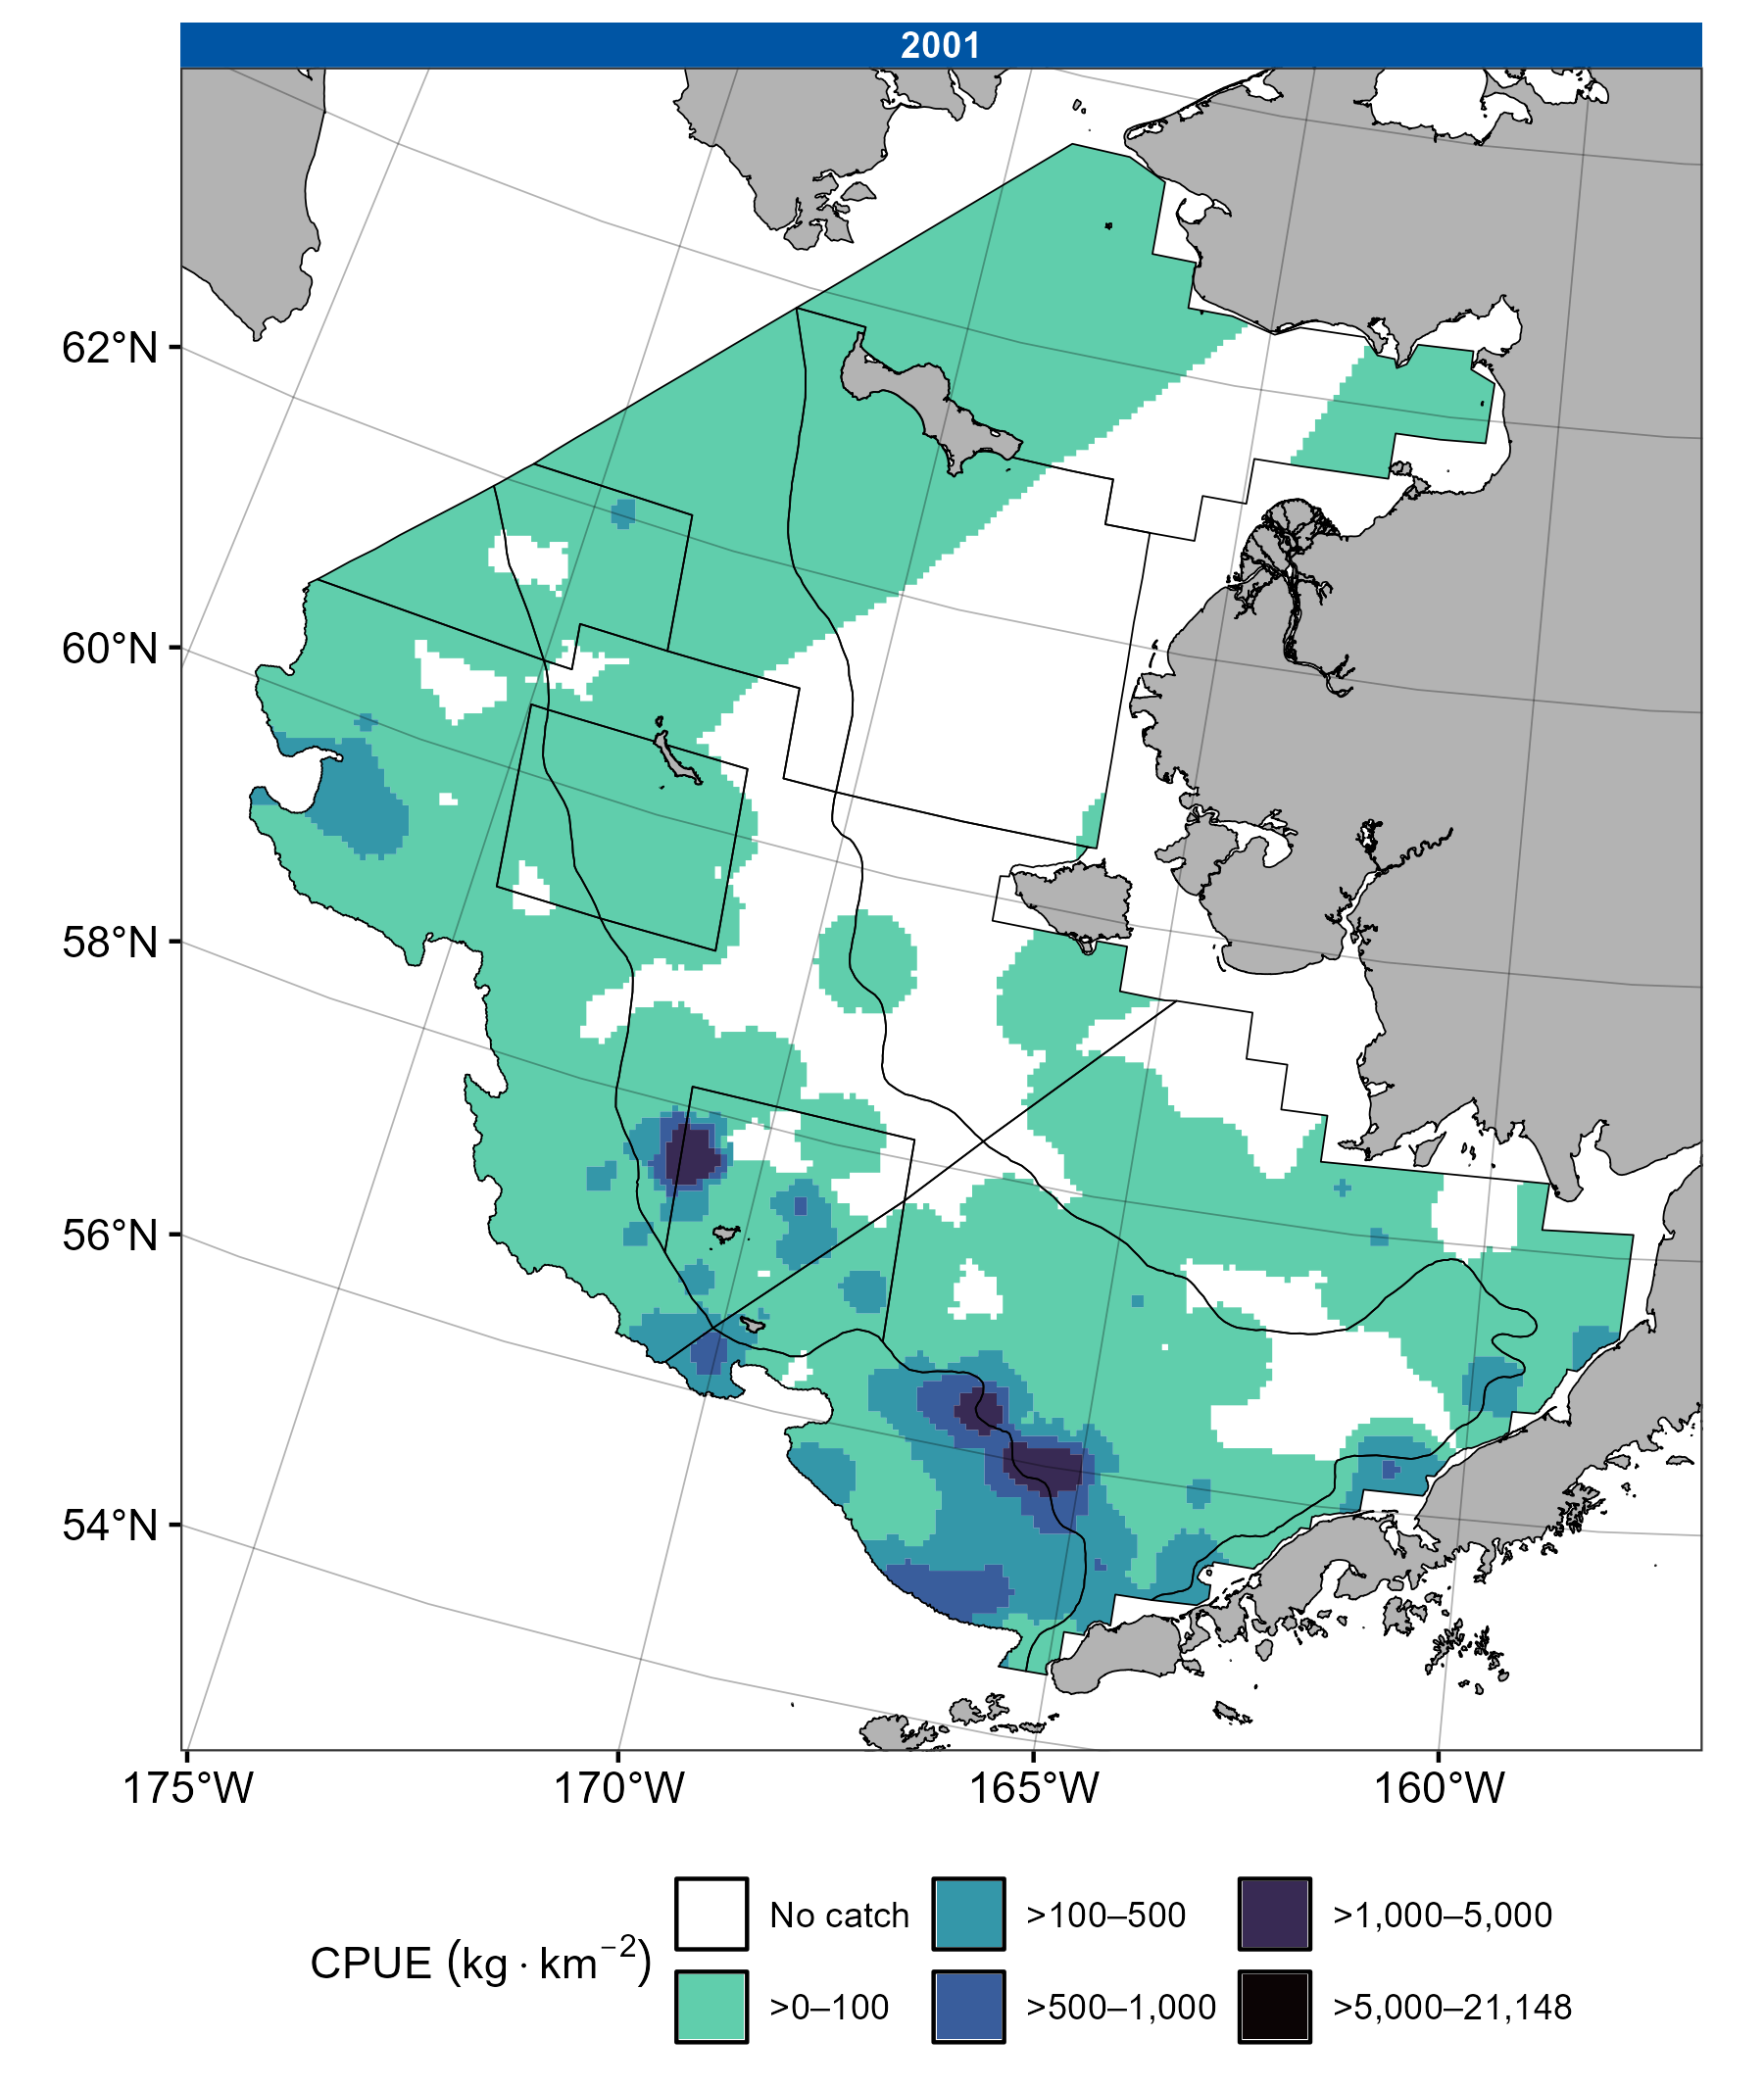 2001
62°N
60°N
58°N
56°N
54°N
175°W 170°W 165°W 160°W
CPUE (kg · km⁻²)
No catch >100–500 >1,000–5,000
>0–100 >500–1,000 >5,000–21,148